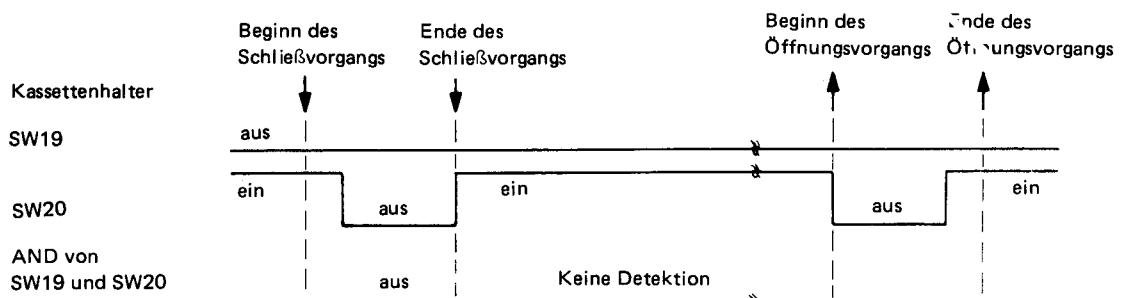 Beginn des
Schließvorgangs
Ende des
Schließvorgangs
Beginn des
Öffnungsvorgangs
des
Kassettenhalter
SW19
aus
ein
ein
ein
SW20
aus
aus
AND von
SW19 und SW20
aus
Keine Detektion